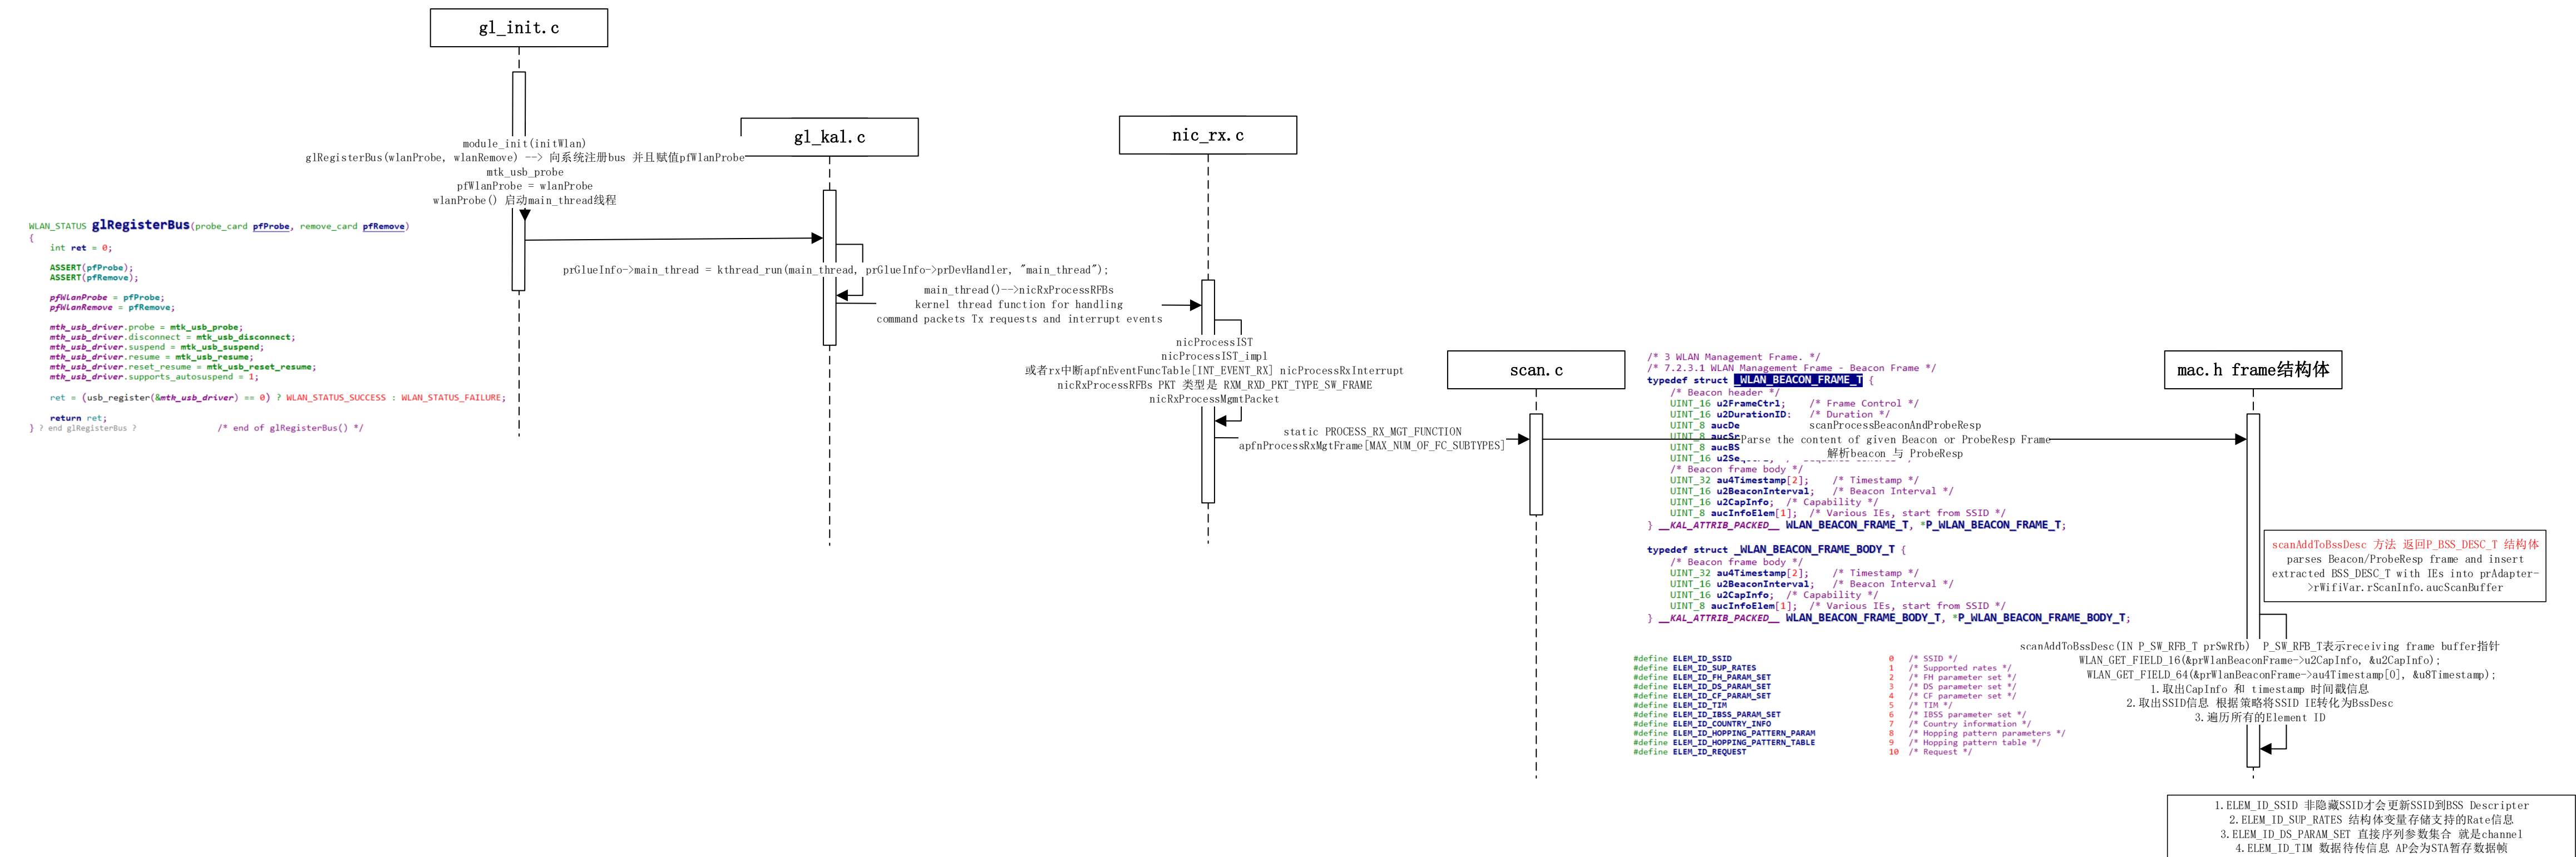 gl_init.c
module_init(initWlan)
glRegisterBus(wlanProbe, wlanRemove) --> 向系统注册bus 并且赋值pfWlanProbe
mtk_usb_probe
pfWlanProbe = wlanProbe
wlanProbe() 启动main_thread线程
WLAN_STATUS glRegisterBus(probe_card pfProbe, remove_card pfRemove)
{
int ret = 0;
ASSERT(pfProbe);
ASSERT(pfRemove);
pfWlanProbe = pfProbe;
pfWlanRemove = pfRemove;
mtk_usb_driver.probe = mtk_usb_probe;
mtk_usb_driver.disconnect = mtk_usb_disconnect;
mtk_usb_driver.suspend = mtk_usb_suspend;
mtk_usb_driver.resume = mtk_usb_resume;
mtk_usb_driver.reset_resume = mtk_usb_reset_resume;
mtk_usb_driver.supports_autosuspend = 1;
ret = (usb_register(&mtk_usb_driver) == 0) ? WLAN_STATUS_SUCCESS : WLAN_STATUS_FAILURE;
return ret;
} ? end glRegisterBus ? /* end of glRegisterBus() */
gl_kal.c
prGlueInfo->main_thread = kthread_run(main_thread, prGlueInfo->prDevHandler, "main_thread");
main_thread()-->nicRxProcessRFBs
kernel thread function for handling
command packets Tx requests and interrupt events
nic_rx.c
nicProcessIST
nicProcessIST_impl
或者rx中断apfnEventFuncTable[INT_EVENT_RX] nicProcessRxInterrupt
nicRxProcessRFBs PKT 类型是 RXM_RXD_PKT_TYPE_SW_FRAME
nicRxProcessMgmtPacket
static PROCESS_RX_MGT_FUNCTION
apfnProcessRxMgtFrame[MAX_NUM_OF_FC_SUBTYPES]
scan.c
/* 3 WLAN Management Frame. */
/* 7.2.3.1 WLAN Management Frame - Beacon Frame */
typedef struct _WLAN_BEACON_FRAME_T {
/* Beacon header */
UINT_16 u2FrameCtrl; /* Frame Control */
UINT_16 u2DurationID; /* Duration */
UINT_8 aucDe
UINT_8 aucSr
UINT_8 aucBS
UINT_16 u2Se
scanProcessBeaconAndProbeResp
Parse the content of given Beacon or ProbeResp Frame
解析beacon 与 ProbeResp
/* Beacon frame body */
UINT_32 au4Timestamp[2]; /* Timestamp */
UINT_16 u2BeaconInterval; /* Beacon Interval */
UINT_16 u2CapInfo; /* Capability */
UINT_8 aucInfoElem[1]; /* Various IEs, start from SSID */
} __KAL_ATTRIB_PACKED__ WLAN_BEACON_FRAME_T, *P_WLAN_BEACON_FRAME_T;
typedef struct _WLAN_BEACON_FRAME_BODY_T {
/* Beacon frame body */
UINT_32 au4Timestamp[2]; /* Timestamp */
UINT_16 u2BeaconInterval; /* Beacon Interval */
UINT_16 u2CapInfo; /* Capability */
UINT_8 aucInfoElem[1]; /* Various IEs, start from SSID */
} __KAL_ATTRIB_PACKED__ WLAN_BEACON_FRAME_BODY_T, *P_WLAN_BEACON_FRAME_BODY_T;
#define ELEM_ID_SSID 0 /* SSID */
#define ELEM_ID_SUP_RATES 1 /* Supported rates */
#define ELEM_ID_FH_PARAM_SET 2 /* FH parameter set */
#define ELEM_ID_DS_PARAM_SET 3 /* DS parameter set */
#define ELEM_ID_CF_PARAM_SET 4 /* CF parameter set */
#define ELEM_ID_TIM 5 /* TIM */
#define ELEM_ID_IBSS_PARAM_SET 6 /* IBSS parameter set */
#define ELEM_ID_COUNTRY_INFO 7 /* Country information */
#define ELEM_ID_HOPPING_PATTERN_PARAM 8 /* Hopping pattern parameters */
#define ELEM_ID_HOPPING_PATTERN_TABLE 9 /* Hopping pattern table */
#define ELEM_ID_REQUEST 10 /* Request */
mac.h frame结构体
scanAddToBssDesc 方法 返回P_BSS_DESC_T 结构体
parses Beacon/ProbeResp frame and insert
extracted BSS_DESC_T with IEs into prAdapter-
>rWifiVar.rScanInfo.aucScanBuffer
scanAddToBssDesc(IN P_SW_RFB_T prSwRfb) P_SW_RFB_T表示receiving frame buffer指针
WLAN_GET_FIELD_16(&prWlanBeaconFrame->u2CapInfo, &u2CapInfo);
WLAN_GET_FIELD_64(&prWlanBeaconFrame->au4Timestamp[0], &u8Timestamp);
1.取出CapInfo 和 timestamp 时间戳信息
2.取出SSID信息 根据策略将SSID IE转化为BssDesc
3.遍历所有的Element ID
1.ELEM_ID_SSID 非隐藏SSID才会更新SSID到BSS Descripter
2.ELEM_ID_SUP_RATES 结构体变量存储支持的Rate信息
3.ELEM_ID_DS_PARAM_SET 直接序列参数集合 就是channel
4.ELEM_ID_TIM 数据待传信息 AP会为STA暂存数据帧